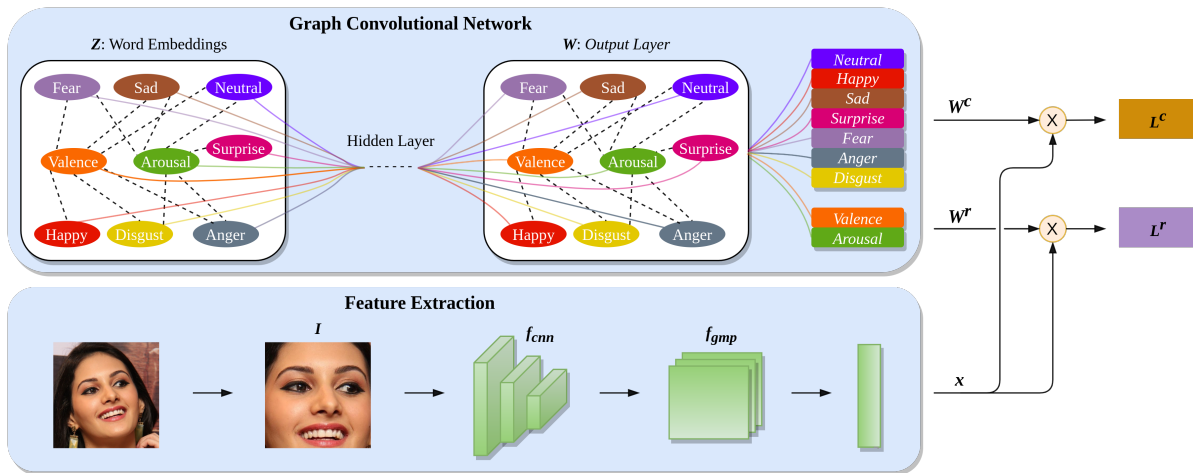 Graph Convolutional Network
Z: Word Embeddings
Fear
Sad
Neutral
Valence
Arousal
Surprise
Happy
Disgust
Anger
Hidden Layer
W: Output Layer
Fear
Sad
Neutral
Valence
Arousal
Surprise
Happy
Disgust
Anger
Neutral
Happy
Sad
Surprise
Fear
Anger
Disgust
Valence
Arousal
W^c
X
L^c
W^r
X
L^r
Feature Extraction
I
f_cnn
f_gmp
x